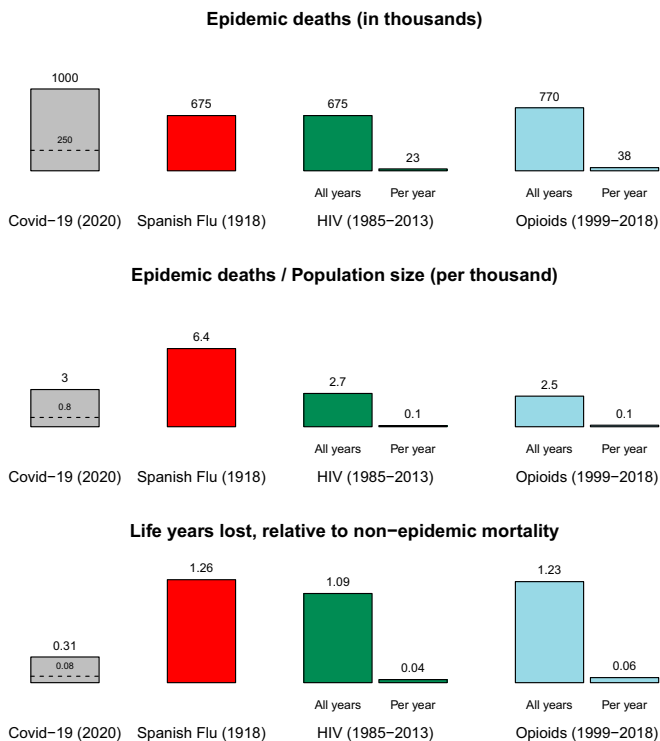 Epidemic deaths (in thousands)
1000
250
675
675
23
770
38
All years Per year All years Per year
Covid−19 (2020) Spanish Flu (1918) HIV (1985−2013) Opioids (1999−2018)
Epidemic deaths / Population size (per thousand)
3
0.8
6.4
2.7
0.1
2.5
0.1
All years Per year All years Per year
Covid−19 (2020) Spanish Flu (1918) HIV (1985−2013) Opioids (1999−2018)
Life years lost, relative to non−epidemic mortality
0.31
0.08
1.26
1.09
0.04
1.23
0.06
All years Per year All years Per year
Covid−19 (2020) Spanish Flu (1918) HIV (1985−2013) Opioids (1999−2018)